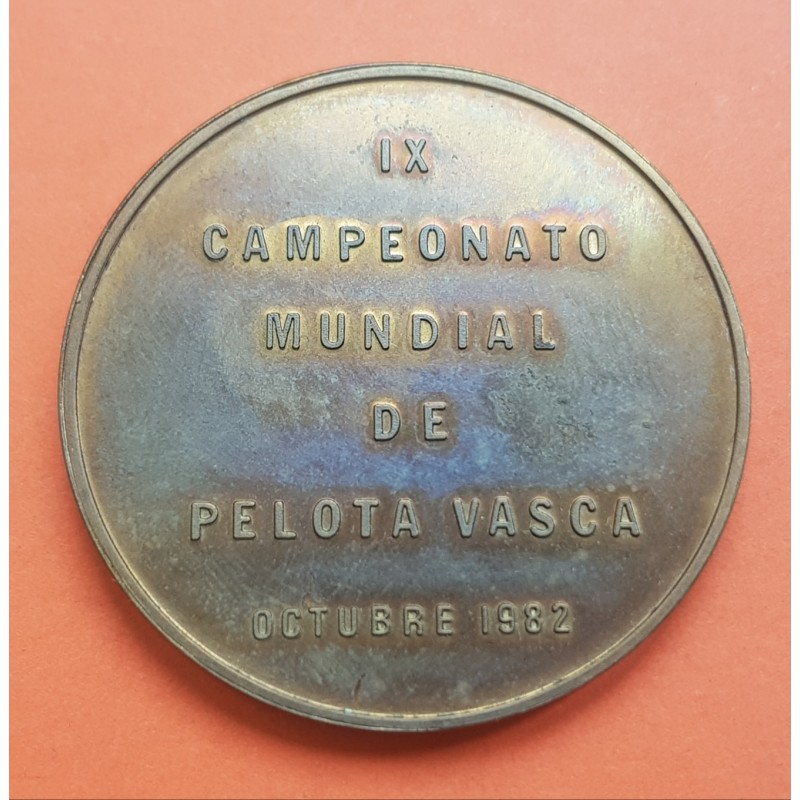 IX
CAMPEONATO
MUNDIAL
DE
PELOTA VASCA
OCTUBRE 1982